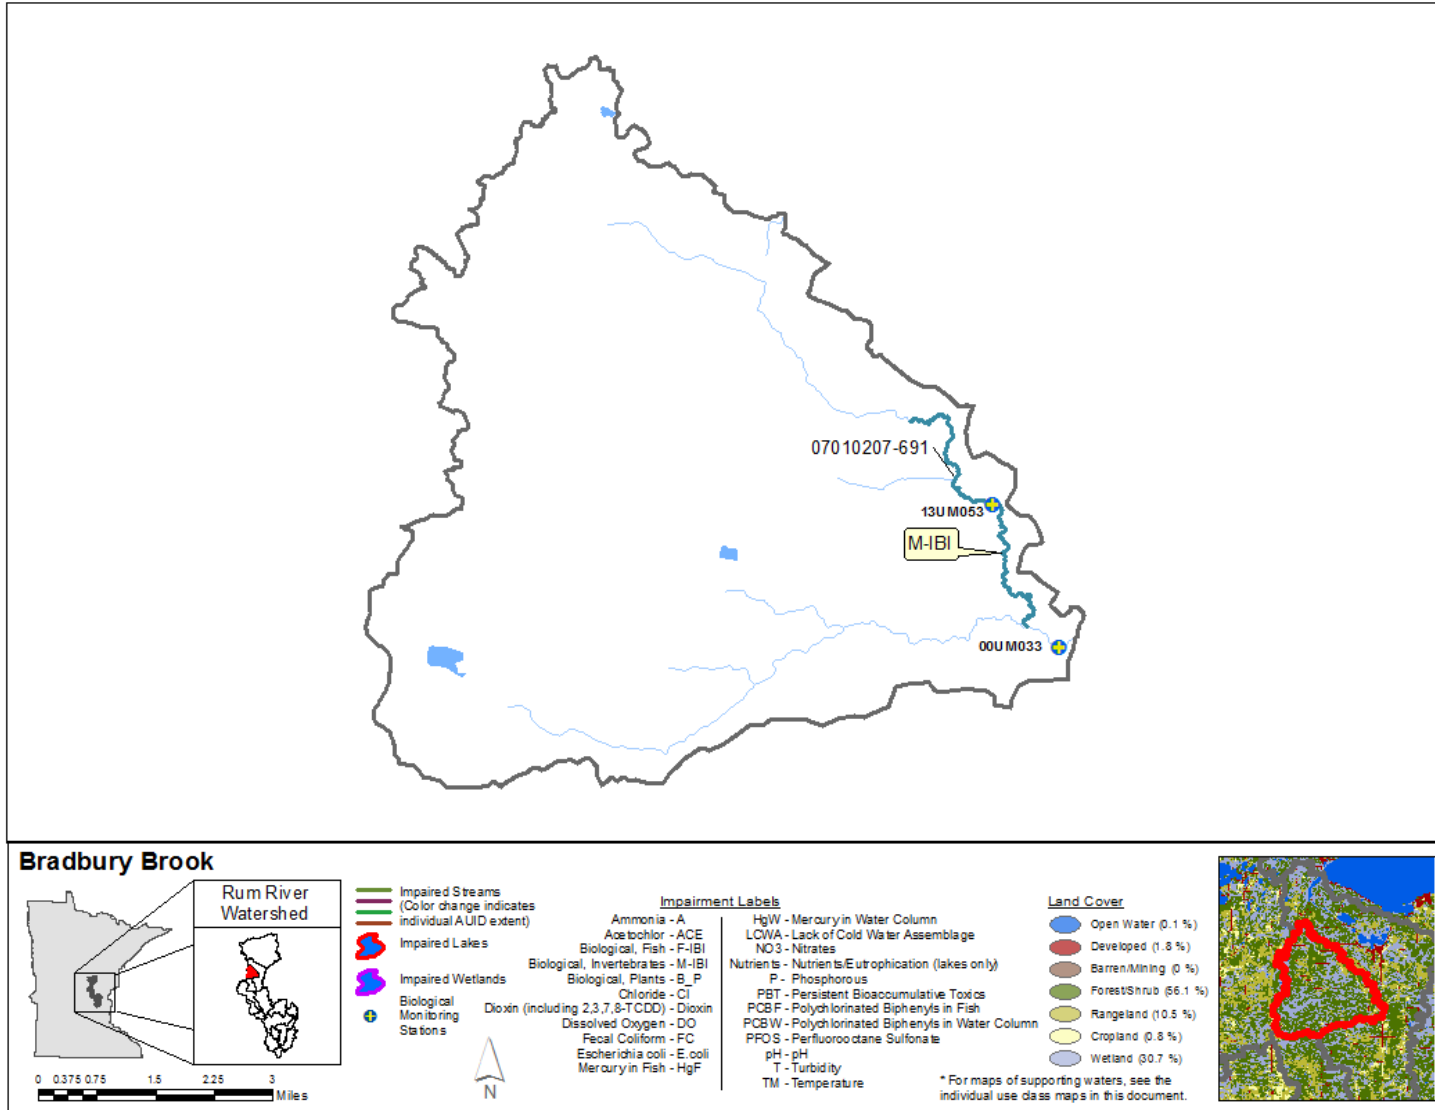 07010207-691
13UM053
M-IBI
00UM033
Bradbury Brook
Rum River
Watershed
0 0.375 0.75 1.5 2.25 3
Miles
Impaired Streams
(Color change indicates
individual AUID extent)
Impaired Lakes
Impaired Wetlands
Biological
Monitoring
Stations
N
Impairment Labels
Ammonia - A
Acetochlor - ACE
Biological, Fish - F-IBI
Biological, Invertebrates - M-IBI
Biological, Plants - B_P
Chloride - Cl
Dioxin (including 2,3,7,8-TCDD) - Dioxin
Dissolved Oxygen - DO
Fecal Coliform - FC
Escherichia coli - E.coli
Mercury in Fish - HgF
HgW - Mercury in Water Column
LCWA - Lack of Cold Water Assemblage
NO3 - Nitrates
Nutrients - Nutrients/Eutrophication (lakes only)
P - Phosphorous
PBT - Persistent Bioaccumulative Toxics
PCBF - Polychlorinated Biphenyls in Fish
PCBW - Polychlorinated Biphenyls in Water Column
PFOS - Perfluorooctane Sulfonate
pH - pH
T - Turbidity
TM - Temperature
Land Cover
Open Water (0.1 %)
Developed (1.8 %)
Barren/Mining (0 %)
Forest/Shrub (56.1 %)
Rangeland (10.5 %)
Cropland (0.8 %)
Wetland (30.7 %)
* For maps of supporting waters, see the
individual use class maps in this document.